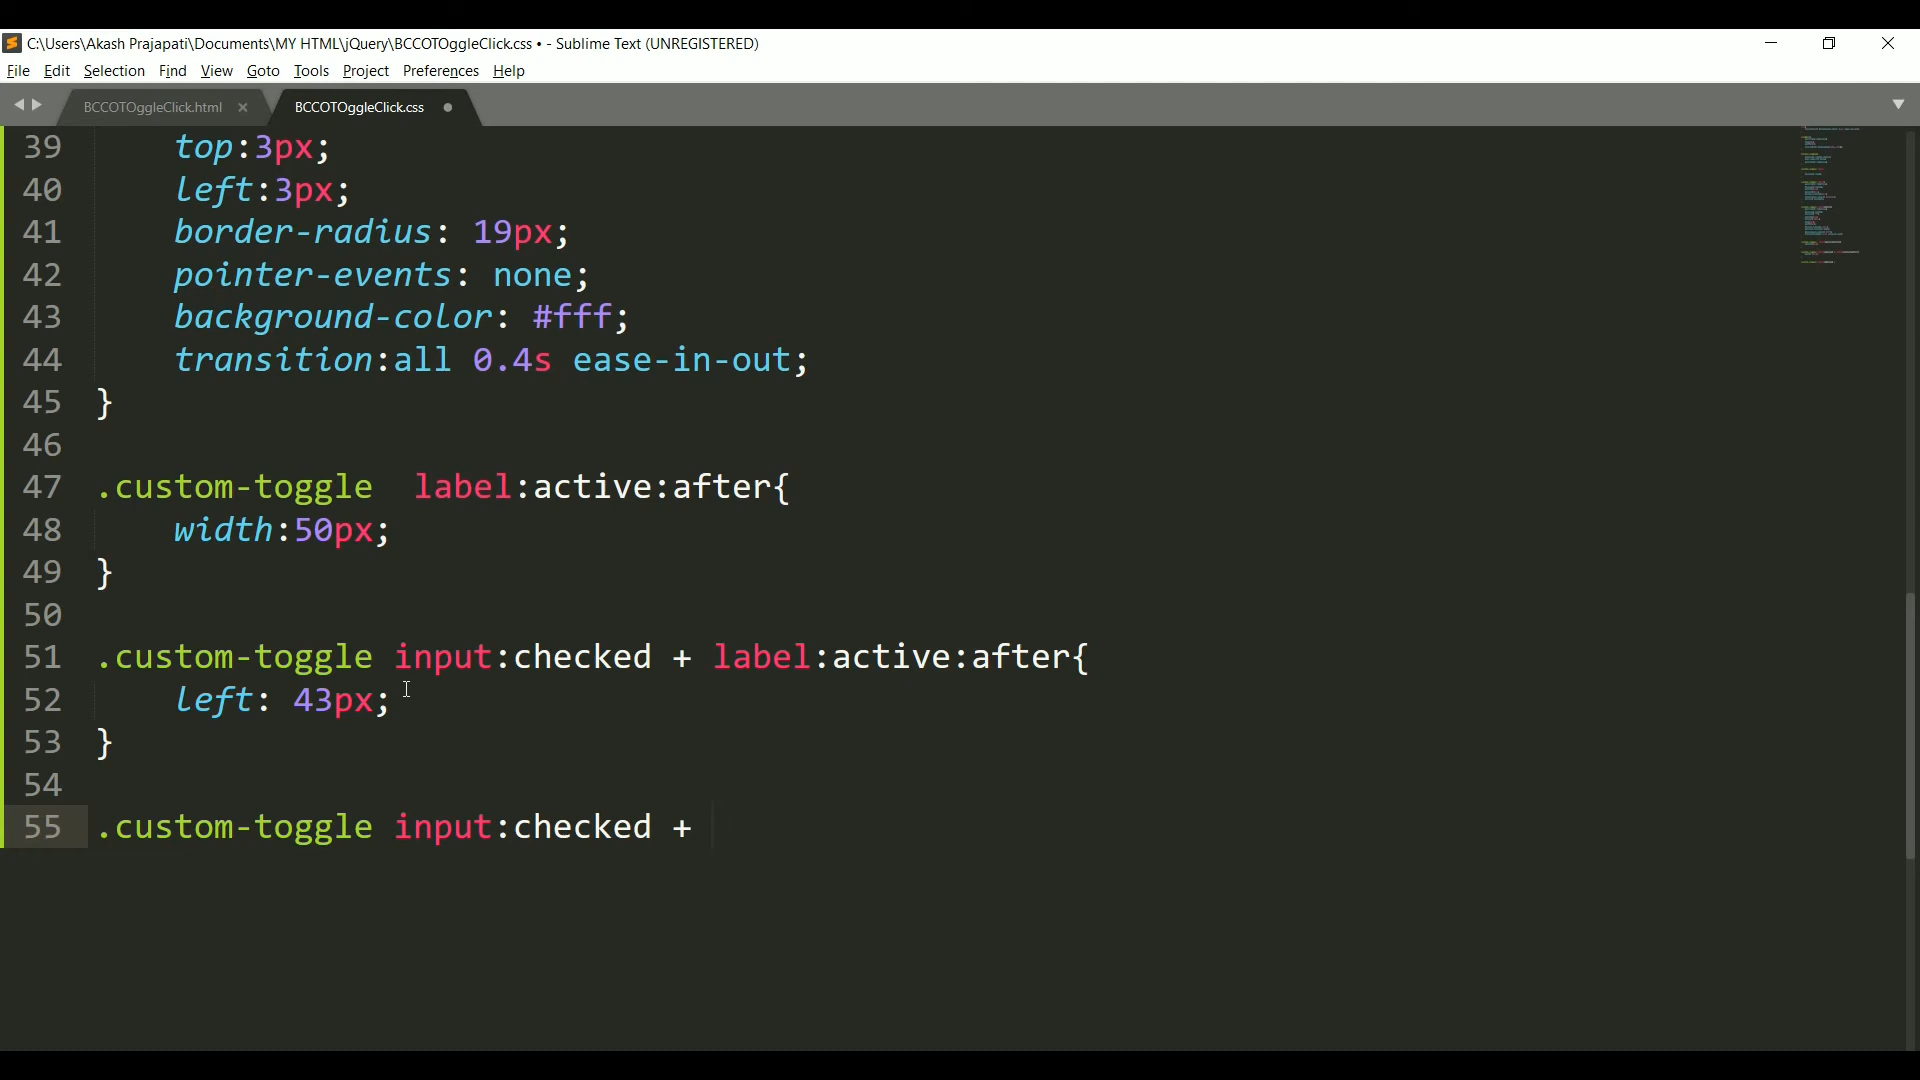 C:\Users\Akash Prajapati\Documents\MY HTML\jQuery\BCCOTOggleClick.css • - Sublime Text (UNREGISTERED)
File Edit Selection Find View Goto Tools Project Preferences Help
BCCOTOggleClick.html × BCCOTOggleClick.css
39 top:3px;
40 left:3px;
41 border-radius: 19px;
42 pointer-events: none;
43 background-color: #fff;
44 transition:all 0.4s ease-in-out;
45 }
46
47 .custom-toggle  label:active:after{
48 width:50px;
49 }
50
51 .custom-toggle input:checked + label:active:after{
52 left: 43px;
53 }
54
55 .custom-toggle input:checked +